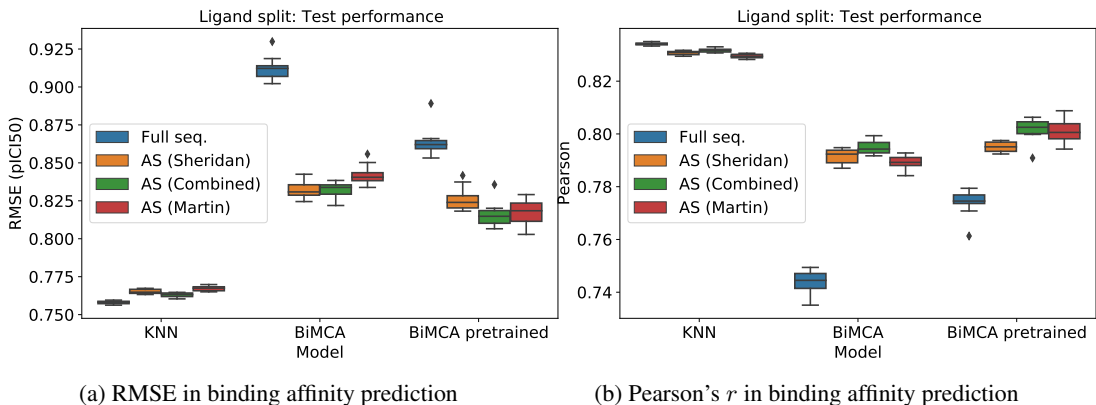 Ligand split: Test performance
RMSE (pICI50)
0.925
0.900
0.875
0.850
0.825
0.800
0.775
0.750
Full seq.
AS (Sheridan)
AS (Combined)
AS (Martin)
KNN BiMCA BiMCA pretrained
Model
(a) RMSE in binding affinity prediction
Ligand split: Test performance
Pearson
0.82
0.80
0.78
0.76
0.74
Full seq.
AS (Sheridan)
AS (Combined)
AS (Martin)
KNN BiMCA BiMCA pretrained
Model
(b) Pearson's r in binding affinity prediction